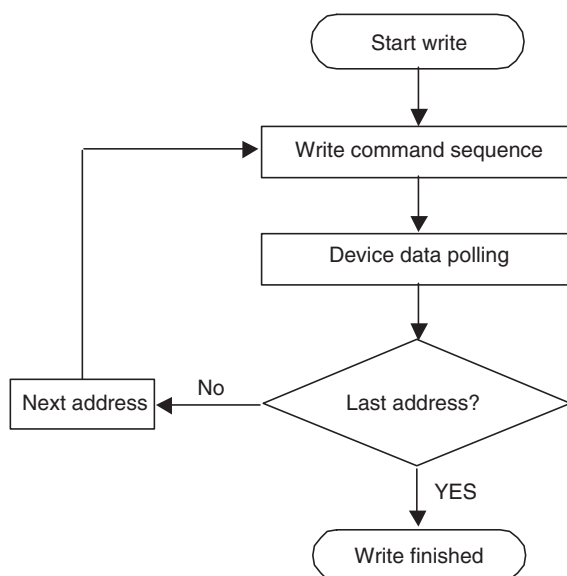 Start write
Write command sequence
Device data polling
Next address
No
Last address?
YES
Write finished